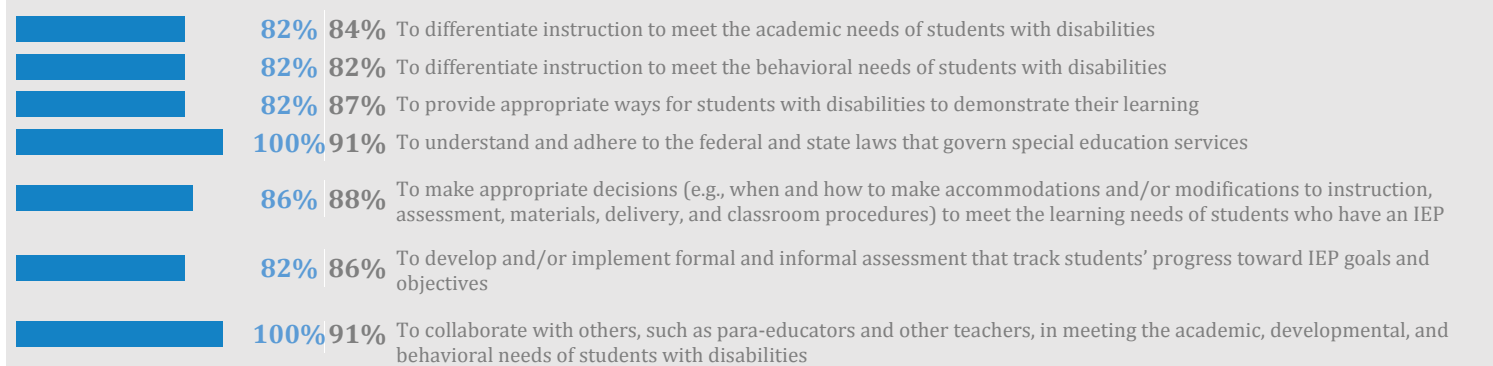 82% 84% To differentiate instruction to meet the academic needs of students with disabilities
82% 82% To differentiate instruction to meet the behavioral needs of students with disabilities
82% 87% To provide appropriate ways for students with disabilities to demonstrate their learning
100% 91% To understand and adhere to the federal and state laws that govern special education services
86% 88% To make appropriate decisions (e.g., when and how to make accommodations and/or modifications to instruction,
assessment, materials, delivery, and classroom procedures) to meet the learning needs of students who have an IEP
82% 86% To develop and/or implement formal and informal assessment that track students’ progress toward IEP goals and
objectives
100% 91% To collaborate with others, such as para-educators and other teachers, in meeting the academic, developmental, and
behavioral needs of students with disabilities